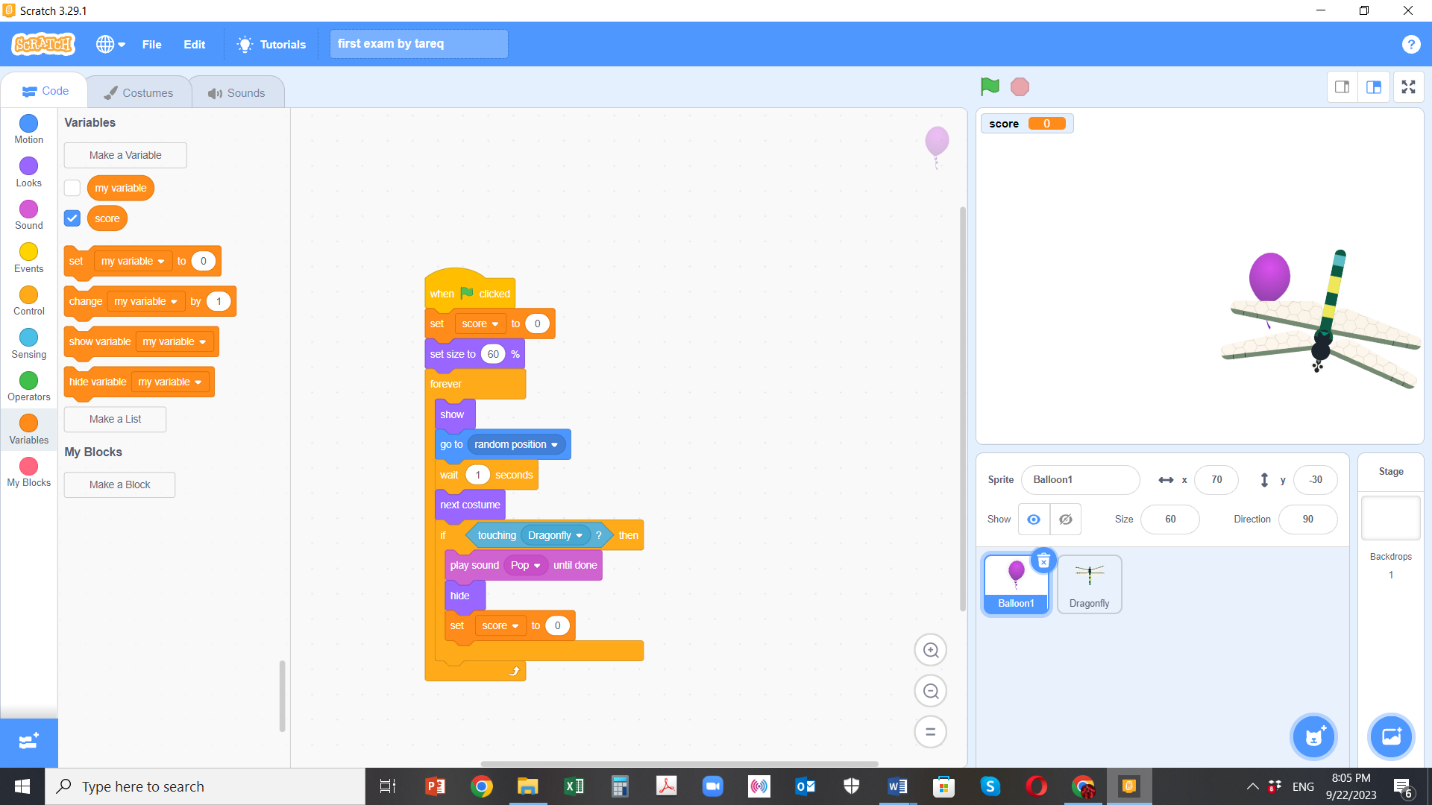 Scratch 3.29.1
SCRATCH
File
Edit
Tutorials
first exam by tareq
?
Code
Costumes
Sounds
Motion
Looks
Sound
Events
Control
Sensing
Operators
Variables
My Blocks
Variables
Make a Variable
my variable
score
set my variable to 0
change my variable by 1
show variable my variable
hide variable my variable
Make a List
My Blocks
Make a Block
when clicked
set score to 0
set size to 60 %
forever
show
go to random position
wait 1 seconds
next costume
if touching Dragonfly ? then
play sound Pop until done
hide
set score to 0
score 0
Sprite Balloon1 x 70 y -30
Show Size 60 Direction 90
Balloon1
Dragonfly
Stage
Backdrops
1
Type here to search
ENG
8:05 PM
9/22/2023
6